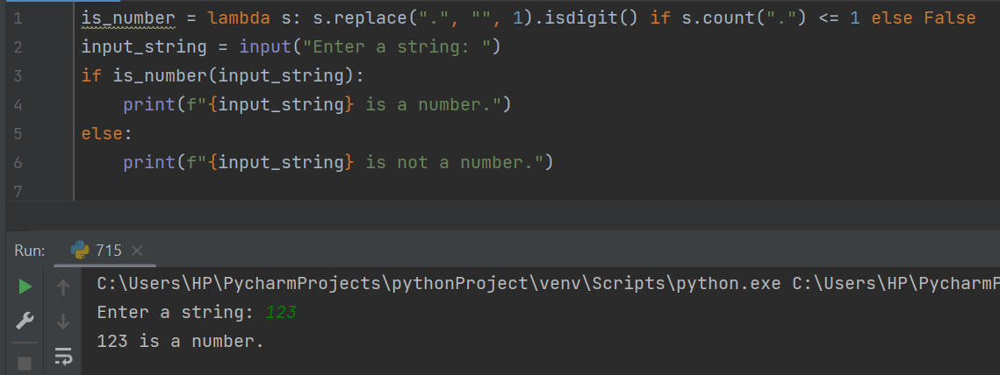 1 is_number = lambda s: s.replace(".", "", 1).isdigit() if s.count(".") <= 1 else False
2 input_string = input("Enter a string: ")
3 if is_number(input_string):
4     print(f"{input_string} is a number.")
5 else:
6     print(f"{input_string} is not a number.")
7
Run: 715 ×
C:\Users\HP\PycharmProjects\pythonProject\venv\Scripts\python.exe C:\Users\HP\PycharmP
Enter a string: 123
123 is a number.